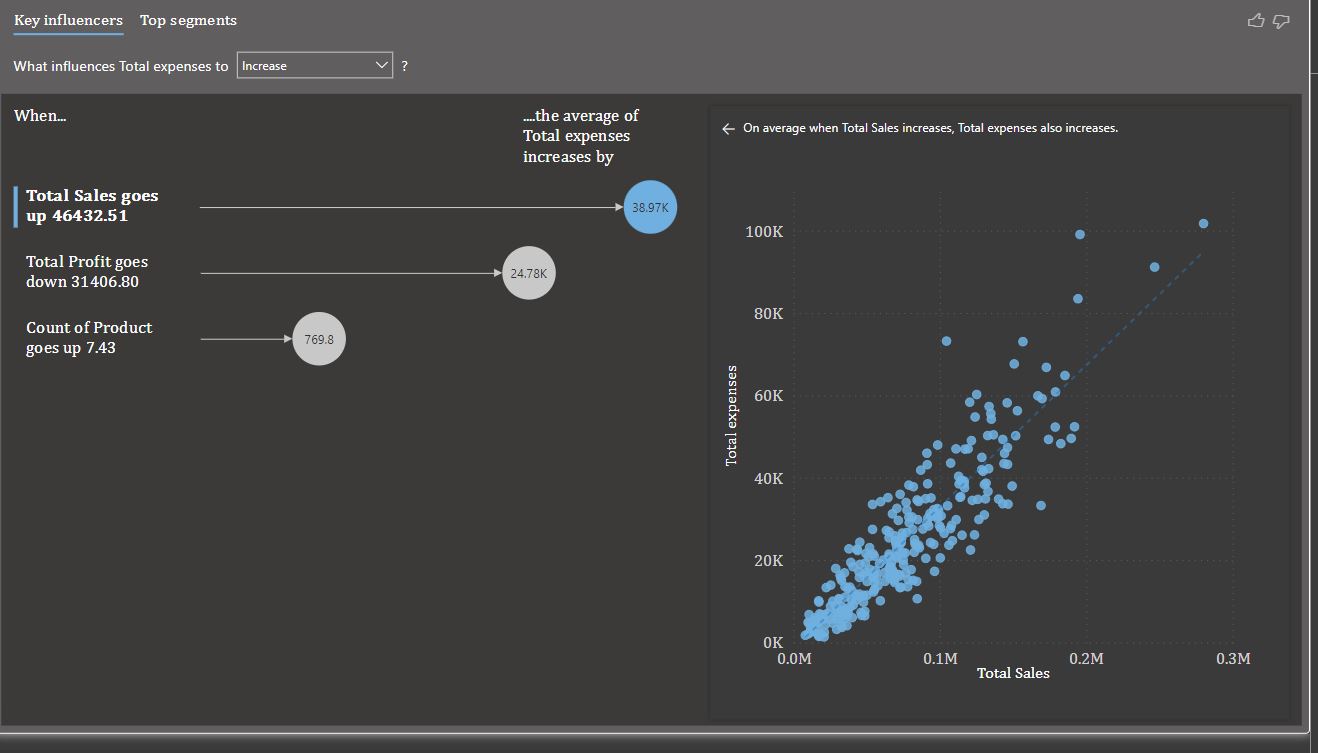 Key influencers Top segments
What influences Total expenses to Increase ?
When...
....the average of
Total expenses
increases by
Total Sales goes
up 46432.51
38.97K
Total Profit goes
down 31406.80
24.78K
Count of Product
goes up 7.43
769.8
On average when Total Sales increases, Total expenses also increases.
Total expenses
100K
80K
60K
40K
20K
0K
0.0M 0.1M 0.2M 0.3M
Total Sales